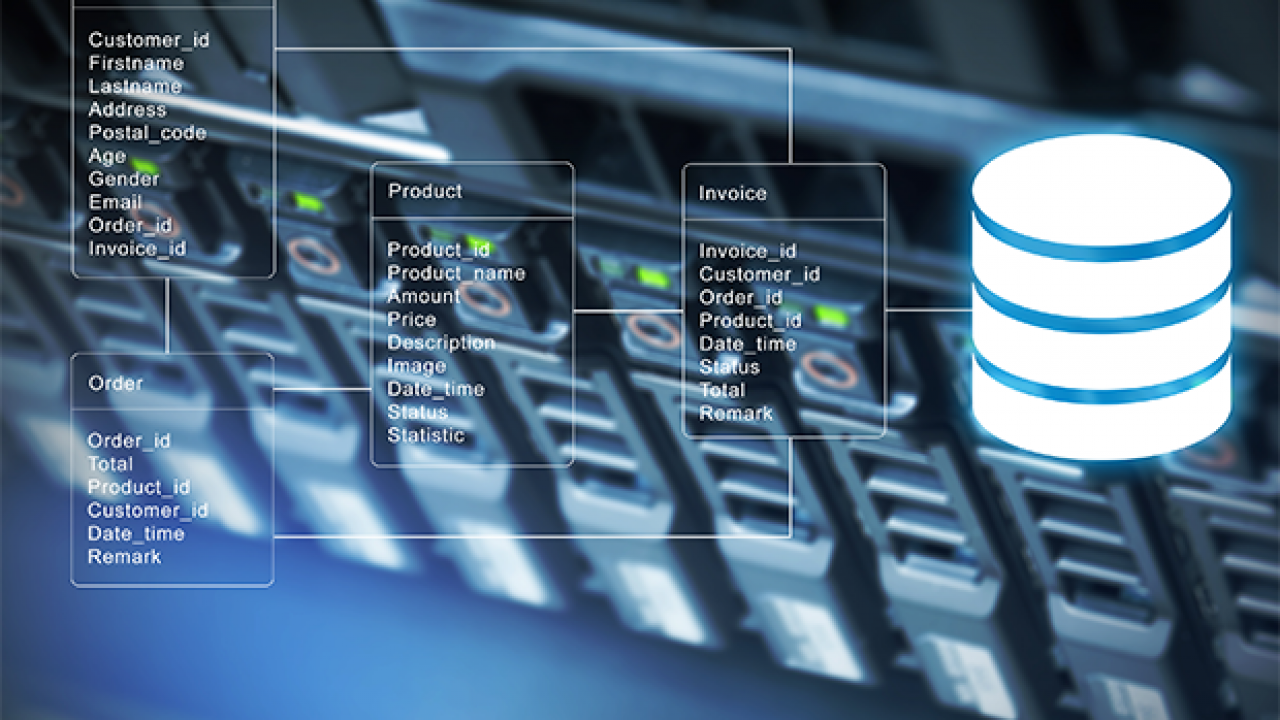 Customer_id
Firstname
Lastname
Address
Postal_code
Age
Gender
Email
Order_id
Invoice_id
Order
Order_id
Total
Product_id
Customer_id
Date_time
Remark
Product
Product_id
Product_name
Amount
Price
Description
Image
Date_time
Status
Statistic
Invoice
Invoice_id
Customer_id
Order_id
Product_id
Date_time
Status
Total
Remark